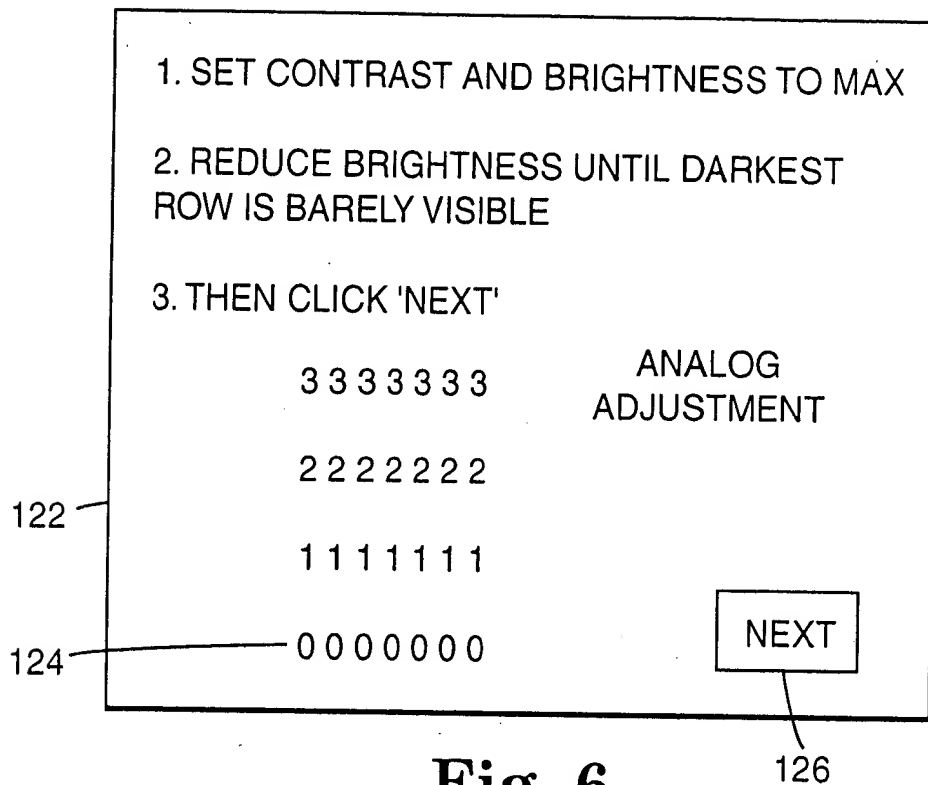 1. SET CONTRAST AND BRIGHTNESS TO MAX
2. REDUCE BRIGHTNESS UNTIL DARKEST
ROW IS BARELY VISIBLE
3. THEN CLICK 'NEXT'
3 3 3 3 3 3 3
ANALOG
ADJUSTMENT
2 2 2 2 2 2 2
122
1 1 1 1 1 1 1
124
0 0 0 0 0 0 0
NEXT
126
Fig. 6